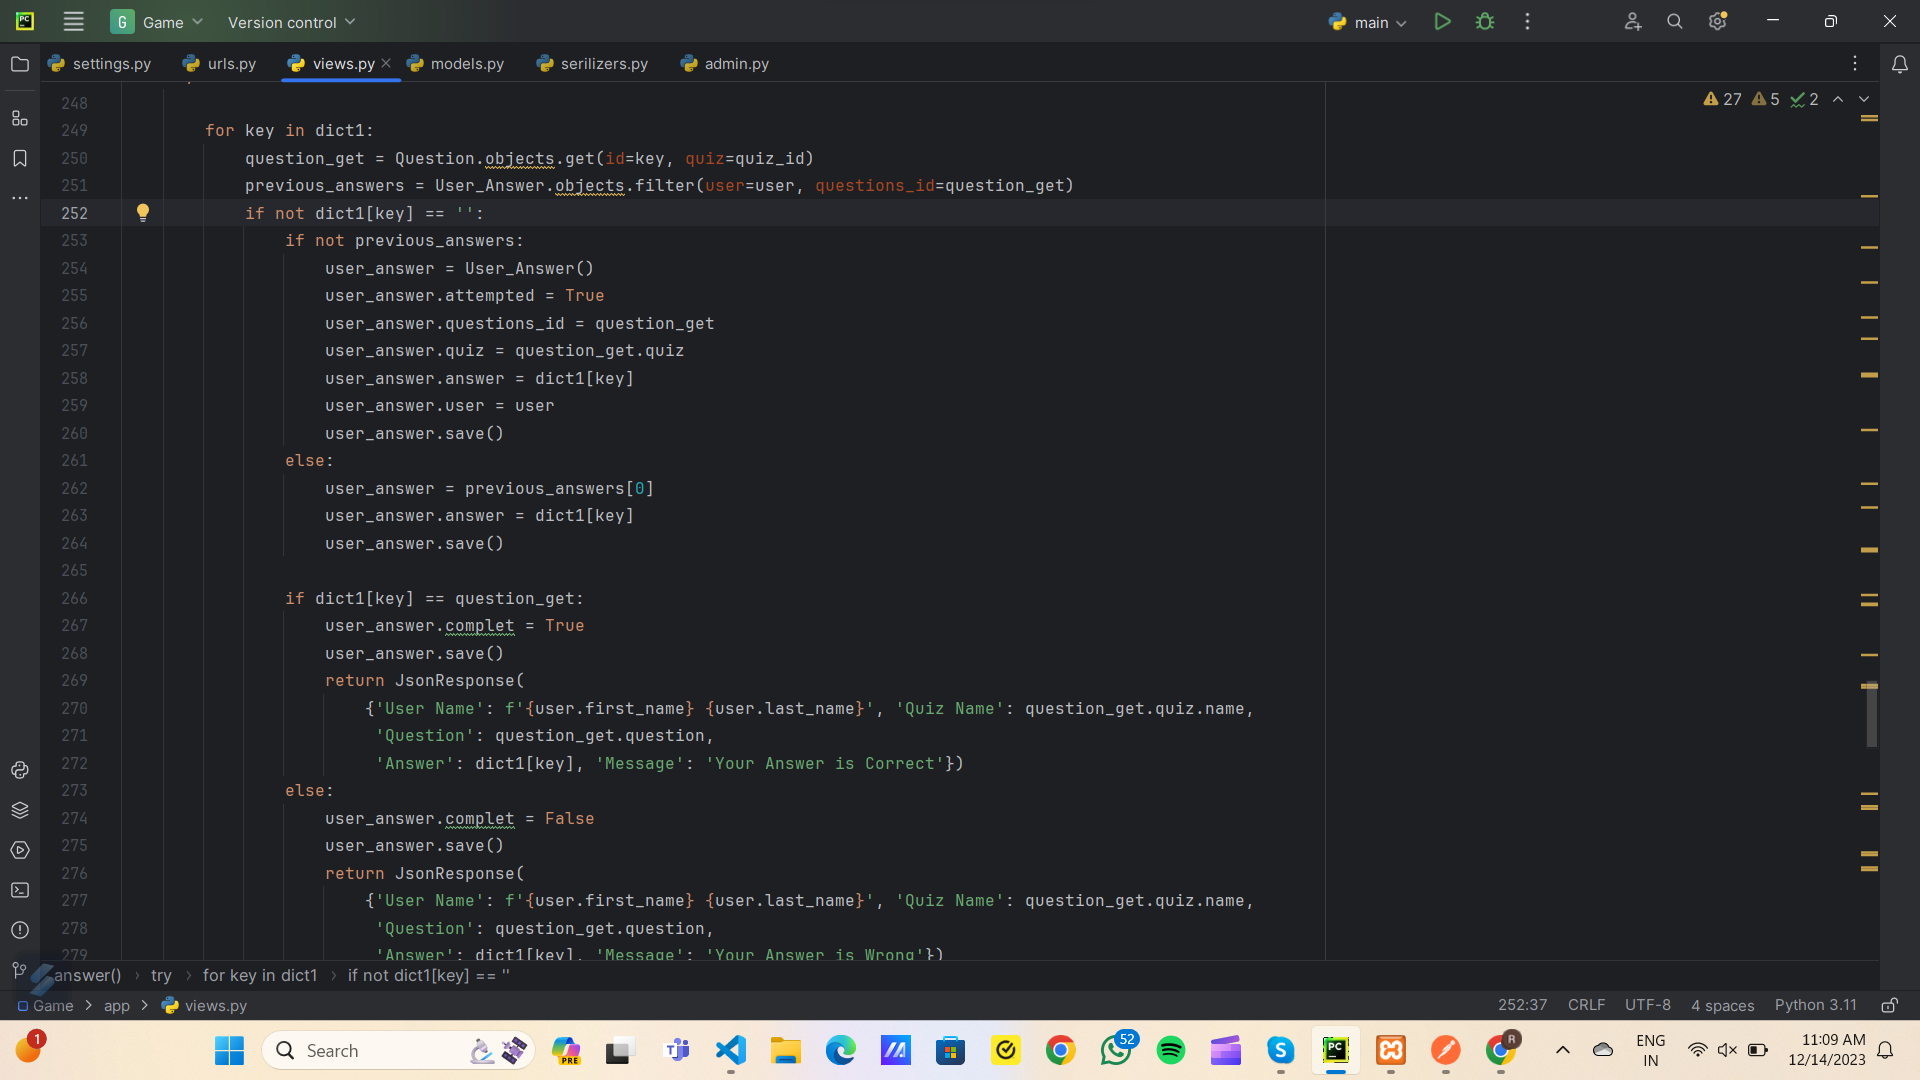 G Game Version control main
settings.py urls.py views.py models.py serilizers.py admin.py
27 5 2
248
249 for key in dict1:
250 question_get = Question.objects.get(id=key, quiz=quiz_id)
251 previous_answers = User_Answer.objects.filter(user=user, questions_id=question_get)
252 if not dict1[key] == '':
253 if not previous_answers:
254 user_answer = User_Answer()
255 user_answer.attempted = True
256 user_answer.questions_id = question_get
257 user_answer.quiz = question_get.quiz
258 user_answer.answer = dict1[key]
259 user_answer.user = user
260 user_answer.save()
261 else:
262 user_answer = previous_answers[0]
263 user_answer.answer = dict1[key]
264 user_answer.save()
265
266 if dict1[key] == question_get:
267 user_answer.complet = True
268 user_answer.save()
269 return JsonResponse(
270 {'User Name': f'{user.first_name} {user.last_name}', 'Quiz Name': question_get.quiz.name,
271 'Question': question_get.question,
272 'Answer': dict1[key], 'Message': 'Your Answer is Correct'})
273 else:
274 user_answer.complet = False
275 user_answer.save()
276 return JsonResponse(
277 {'User Name': f'{user.first_name} {user.last_name}', 'Quiz Name': question_get.quiz.name,
278 'Question': question_get.question,
279 'Answer': dict1[key], 'Message': 'Your Answer is Wrong'})
answer() > try > for key in dict1 > if not dict1[key] == ''
Game > app > views.py 252:37 CRLF UTF-8 4 spaces Python 3.11
1 Search PRE 52 PC R ENG IN 11:09 AM
12/14/2023